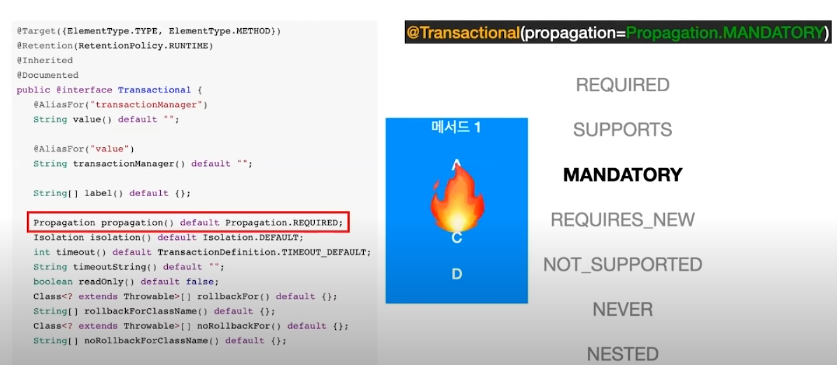 @Target({ElementType.TYPE, ElementType.METHOD})
@Retention(RetentionPolicy.RUNTIME)
@Inherited
@Documented
public @interface Transactional {
@AliasFor("transactionManager")
String value() default "";
@AliasFor("value")
String transactionManager() default "";
String[] label() default {};
Propagation propagation() default Propagation.REQUIRED;
Isolation isolation() default Isolation.DEFAULT;
int timeout() default TransactionDefinition.TIMEOUT_DEFAULT;
String timeoutString() default "";
boolean readOnly() default false;
Class<? extends Throwable>[] rollbackFor() default {};
String[] rollbackForClassName() default {};
Class<? extends Throwable>[] noRollbackFor() default {};
String[] noRollbackForClassName() default {};
@Transactional(propagation=Propagation.MANDATORY)
메서드 1
A
C
D
REQUIRED
SUPPORTS
MANDATORY
REQUIRES_NEW
NOT_SUPPORTED
NEVER
NESTED